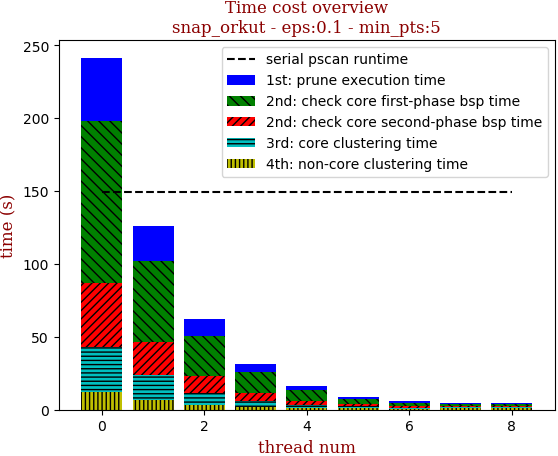 Time cost overview
snap_orkut - eps:0.1 - min_pts:5
250
200
150
100
50
0
time (s)
serial pscan runtime
1st: prune execution time
2nd: check core first-phase bsp time
2nd: check core second-phase bsp time
3rd: core clustering time
4th: non-core clustering time
0 2 4 6 8
thread num